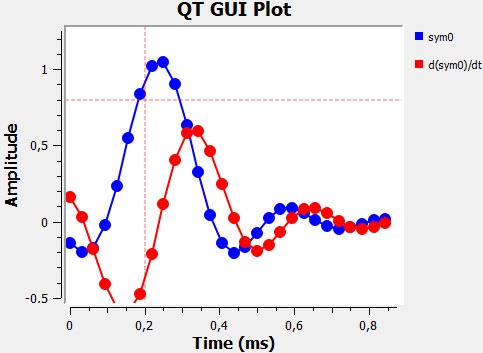 QT GUI Plot
sym0
d(sym0)/dt
Amplitude
1
0,5
0
-0.5
0 0,2 0,4 0,6 0,8
Time (ms)